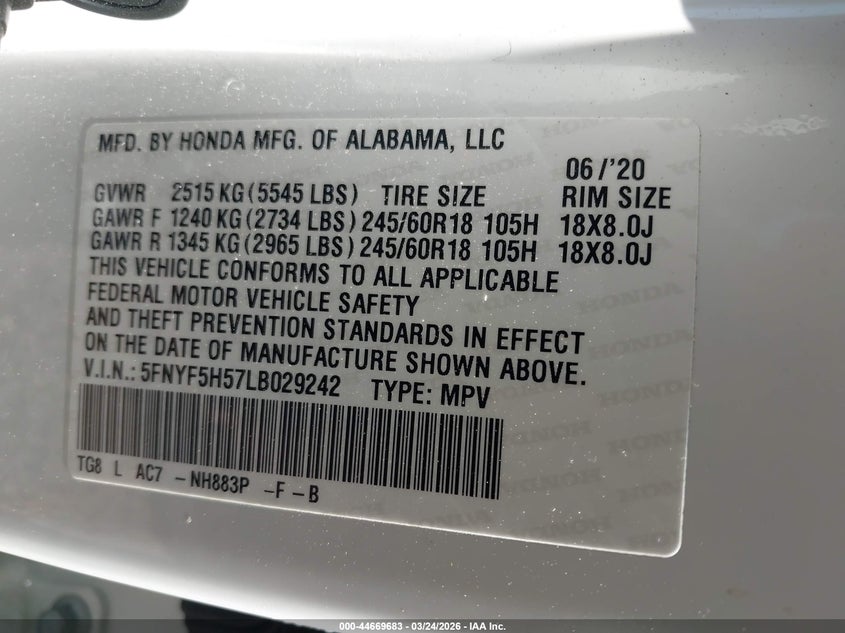 MFD. BY HONDA MFG. OF ALABAMA, LLC
06/'20
GVWR 2515 KG (5545 LBS) TIRE SIZE RIM SIZE
GAWR F 1240 KG (2734 LBS) 245/60R18 105H 18X8.0J
GAWR R 1345 KG (2965 LBS) 245/60R18 105H 18X8.0J
THIS VEHICLE CONFORMS TO ALL APPLICABLE
FEDERAL MOTOR VEHICLE SAFETY
AND THEFT PREVENTION STANDARDS IN EFFECT
ON THE DATE OF MANUFACTURE SHOWN ABOVE.
V.I.N.: 5FNYF5H57LB029242 TYPE: MPV
TG8 L AC7 - NH883P - F - B
000-44669683 - 03/24/2026 - IAA Inc.